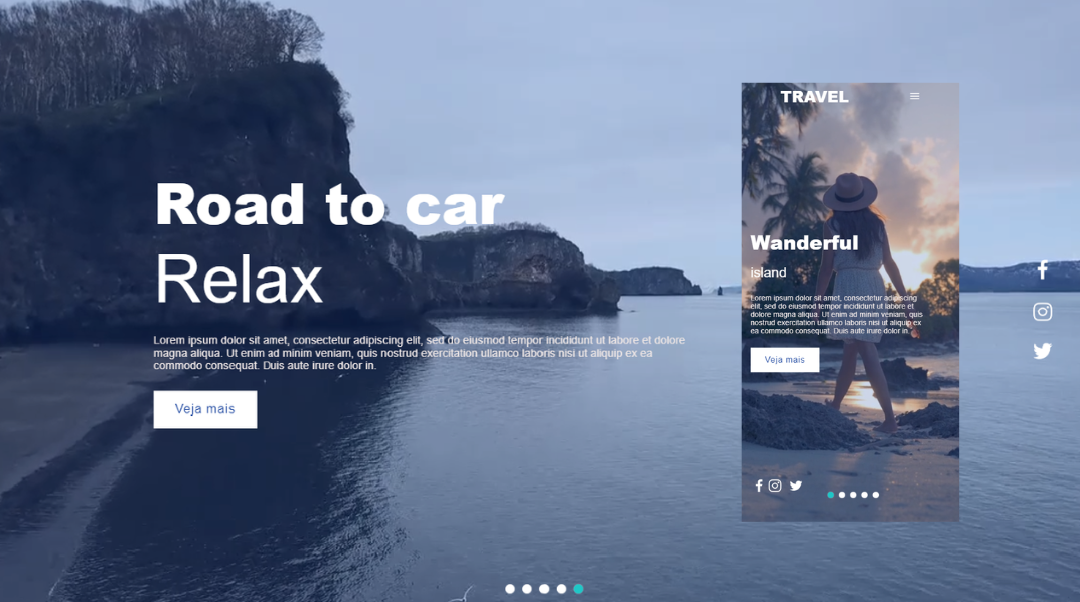 Road to car
Relax
Lorem ipsum dolor sit amet, consectetur adipiscing elit, sed do eiusmod tempor incididunt ut labore et dolore
magna aliqua. Ut enim ad minim veniam, quis nostrud exercitation ullamco laboris nisi ut aliquip ex ea
commodo consequat. Duis aute irure dolor in.
Veja mais
TRAVEL
Wanderful
island
Lorem ipsum dolor sit amet, consectetur adipiscing
elit, sed do eiusmod tempor incididunt ut labore et
dolore magna aliqua. Ut enim ad minim veniam, quis
nostrud exercitation ullamco laboris nisi ut aliquip ex
ea commodo consequat. Duis aute irure dolor in.
Veja mais